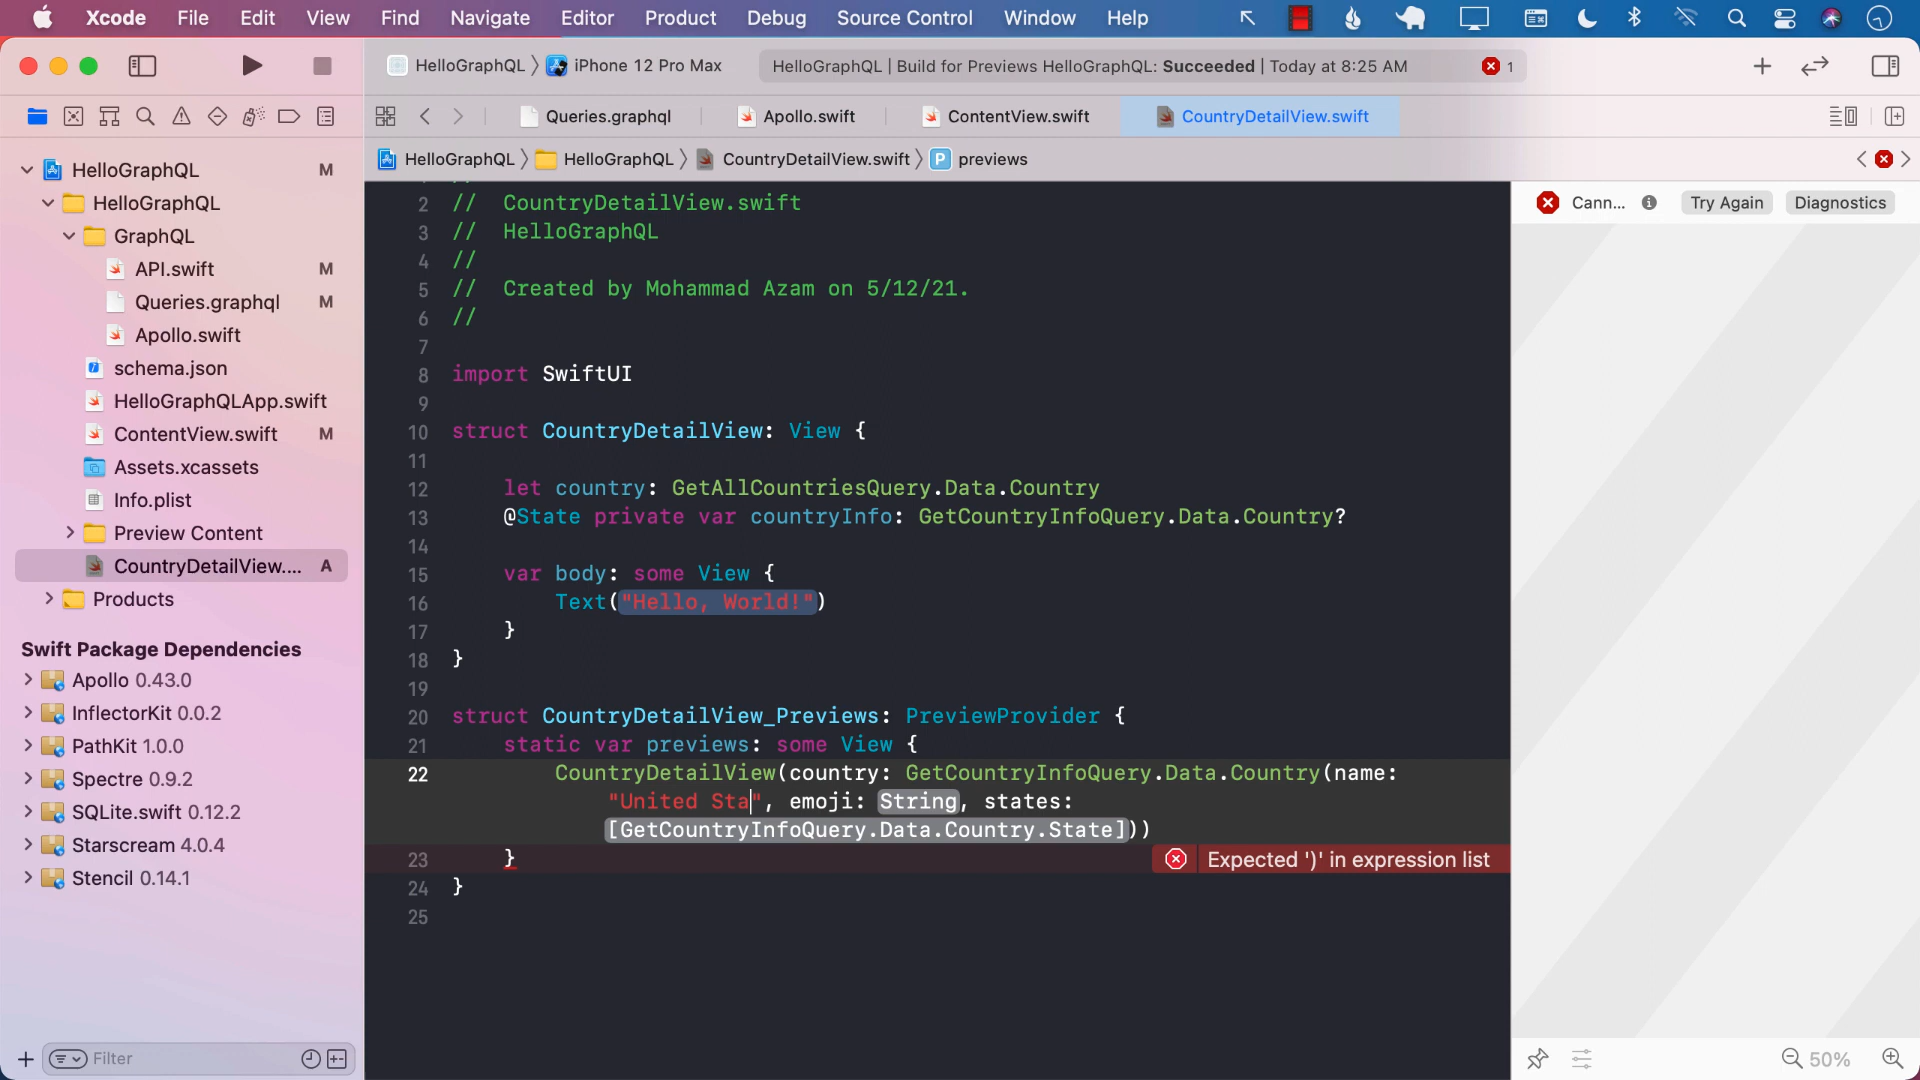 Xcode File Edit View Find Navigate Editor Product Debug Source Control Window Help
HelloGraphQL iPhone 12 Pro Max
HelloGraphQL | Build for Previews HelloGraphQL: Succeeded | Today at 8:25 AM 1
Queries.graphql Apollo.swift ContentView.swift CountryDetailView.swift
HelloGraphQL HelloGraphQL CountryDetailView.swift P previews
HelloGraphQL M
HelloGraphQL
GraphQL
API.swift M
Queries.graphql M
Apollo.swift
schema.json
HelloGraphQLApp.swift
ContentView.swift M
Assets.xcassets
Info.plist
Preview Content
CountryDetailView.... A
Products
Swift Package Dependencies
Apollo 0.43.0
InflectorKit 0.0.2
PathKit 1.0.0
Spectre 0.9.2
SQLite.swift 0.12.2
Starscream 4.0.4
Stencil 0.14.1
Filter
2 // CountryDetailView.swift
3 // HelloGraphQL
4 //
5 // Created by Mohammad Azam on 5/12/21.
6 //
7
8 import SwiftUI
9
10 struct CountryDetailView: View {
11
12 let country: GetAllCountriesQuery.Data.Country
13 @State private var countryInfo: GetCountryInfoQuery.Data.Country?
14
15 var body: some View {
16 Text("Hello, World!")
17 }
18 }
19
20 struct CountryDetailView_Previews: PreviewProvider {
21 static var previews: some View {
22 CountryDetailView(country: GetCountryInfoQuery.Data.Country(name:
"United Sta", emoji: String, states:
[GetCountryInfoQuery.Data.Country.State]))
23 } Expected ')' in expression list
24 }
25
Cann... Try Again Diagnostics
50%